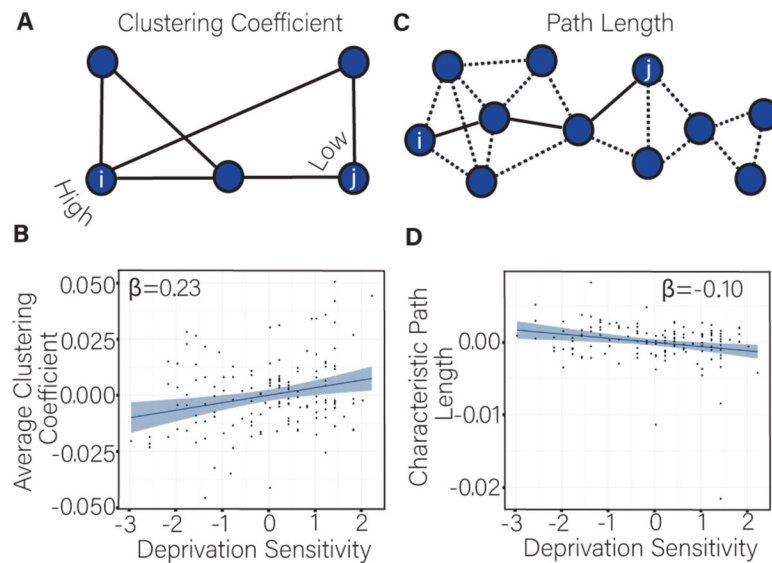 A Clustering Coefficient
i
High
Low
j
C Path Length
i
j
B
Average Clustering
Coefficient
0.050
0.025
0.000
-0.025
-0.050
β=0.23
-3 -2 -1 0 1 2
Deprivation Sensitivity
D
Characteristic Path
Length
0.00
-0.01
-0.02
β=-0.10
-3 -2 -1 0 1 2
Deprivation Sensitivity